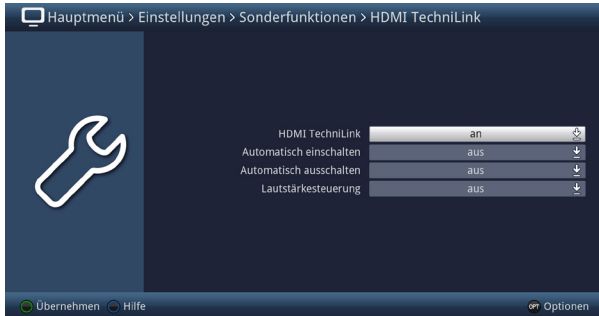 Hauptmenü > Einstellungen > Sonderfunktionen > HDMI TechniLink
HDMI TechniLink an
Automatisch einschalten aus
Automatisch ausschalten aus
Lautstärkesteuerung aus
Übernehmen Hilfe OPT Optionen